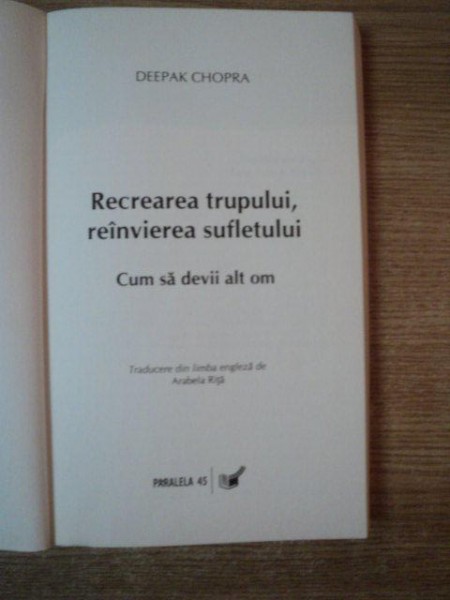 DEEPAK CHOPRA
Recrearea trupului,
reînvierea sufletului
Cum să devii alt om
Traducere din limba engleză de
Arabela Riță
PARALELA 45